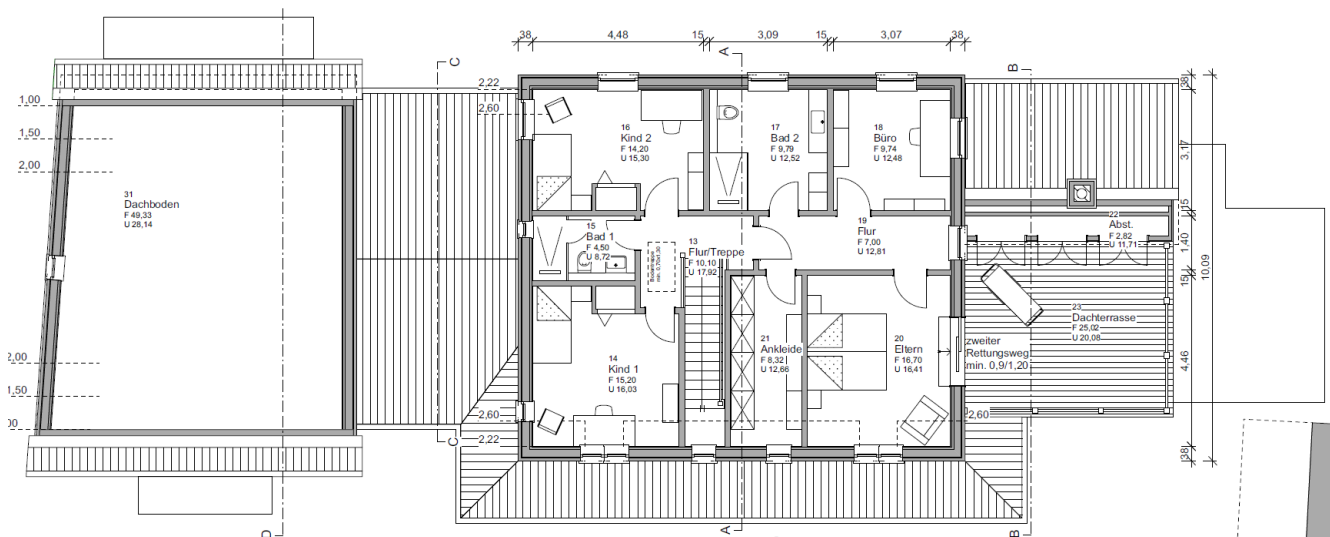 38
4,48
15
3,09
15
3,07
38
A
C
B
2,22
2,60
1,00
1,50
2,00
31
Dachboden
F 49,33
U 28,14
16
Kind 2
F 14,20
U 15,30
17
Bad 2
F 9,79
U 12,52
18
Büro
F 9,74
U 12,48
15
Bad 1
F 4,50
U 8,72
13
Flur/Treppe
F 10,10
U 17,92
19
Flur
F 7,00
U 12,81
22
Abst.
F 2,82
U 11,71
23
Dachterrasse
F 25,02
U 20,08
14
Kind 1
F 15,20
U 16,03
21
Ankleide
F 8,32
U 12,66
20
Eltern
F 16,70
U 16,41
zweiter
Rettungsweg
min. 0,9/1,20
38
3,17
15
1,40
15
4,46
38
10,09
2,00
1,50
00
2,60
2,22
2,60
C
D
A
B